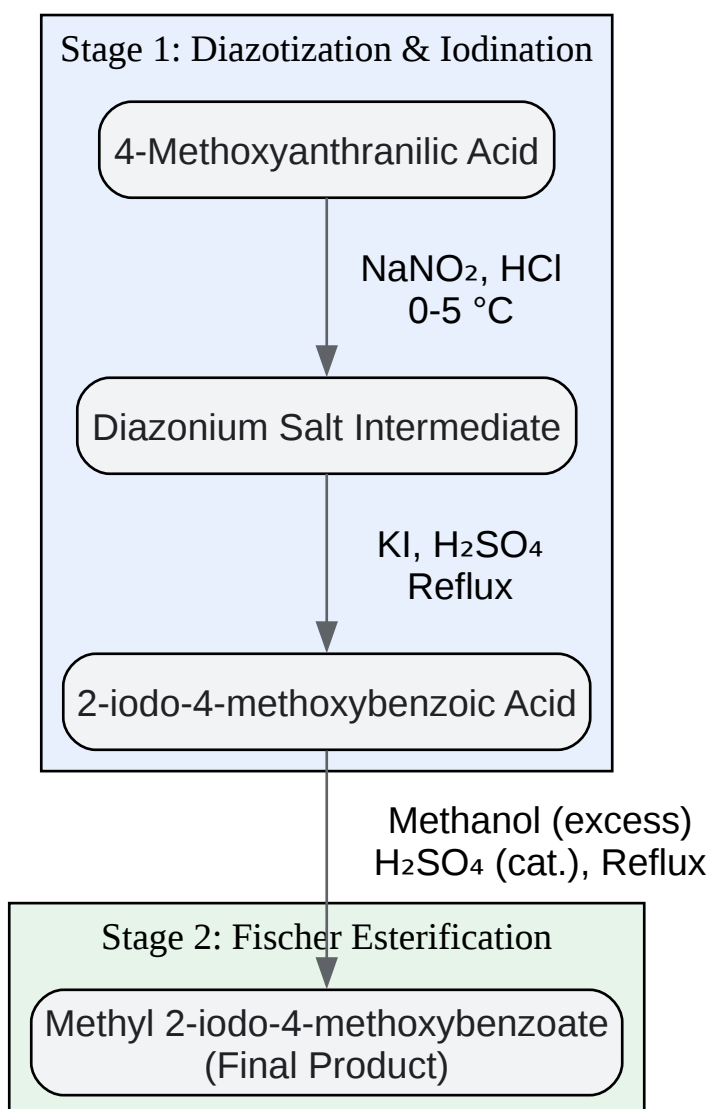 Stage 1: Diazotization & Iodination
4-Methoxyanthranilic Acid
NaNO₂, HCl
0-5 °C
Diazonium Salt Intermediate
KI, H₂SO₄
Reflux
2-iodo-4-methoxybenzoic Acid
Methanol (excess)
H₂SO₄ (cat.), Reflux
Stage 2: Fischer Esterification
Methyl 2-iodo-4-methoxybenzoate
(Final Product)